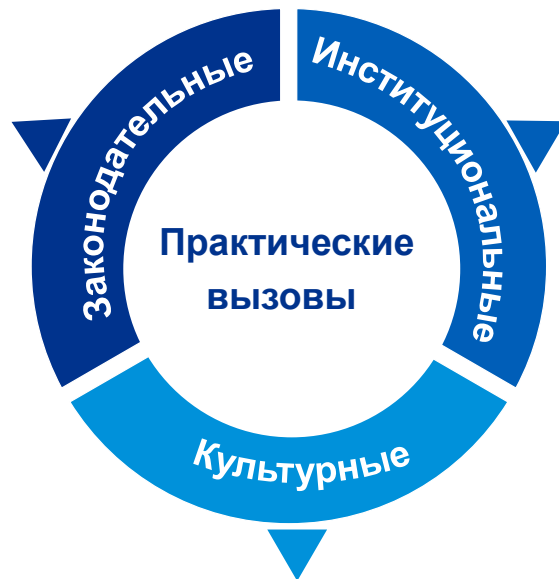 Законодательные
Институциональные
Практические
вызовы
Культурные